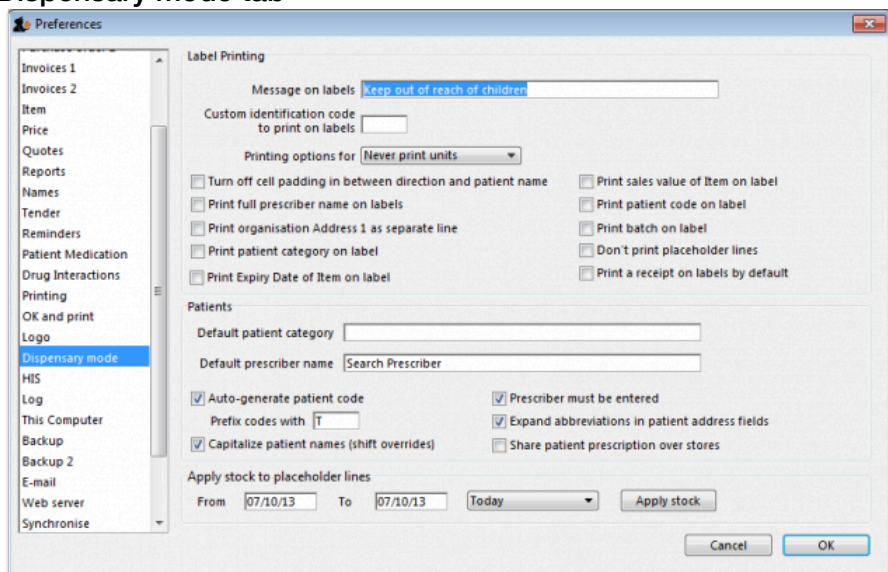 Dispensary mode tab
Preferences
Invoices 1
Invoices 2
Item
Price
Quotes
Reports
Names
Tender
Reminders
Patient Medication
Drug Interactions
Printing
OK and print
Logo
Dispensary mode
HIS
Log
This Computer
Backup
Backup 2
E-mail
Web server
Synchronise
Label Printing
Message on labels Keep out of reach of children
Custom identification code
to print on labels
Printing options for Never print units
Turn off cell padding in between direction and patient name
Print full prescriber name on labels
Print organisation Address 1 as separate line
Print patient category on label
Print Expiry Date of Item on label
Print sales value of Item on label
Print patient code on label
Print batch on label
Don't print placeholder lines
Print a receipt on labels by default
Patients
Default patient category
Default prescriber name Search Prescriber
Auto-generate patient code
Prefix codes with T
Capitalize patient names (shift overrides)
Prescriber must be entered
Expand abbreviations in patient address fields
Share patient prescription over stores
Apply stock to placeholder lines
From 07/10/13 To 07/10/13 Today Apply stock
Cancel OK